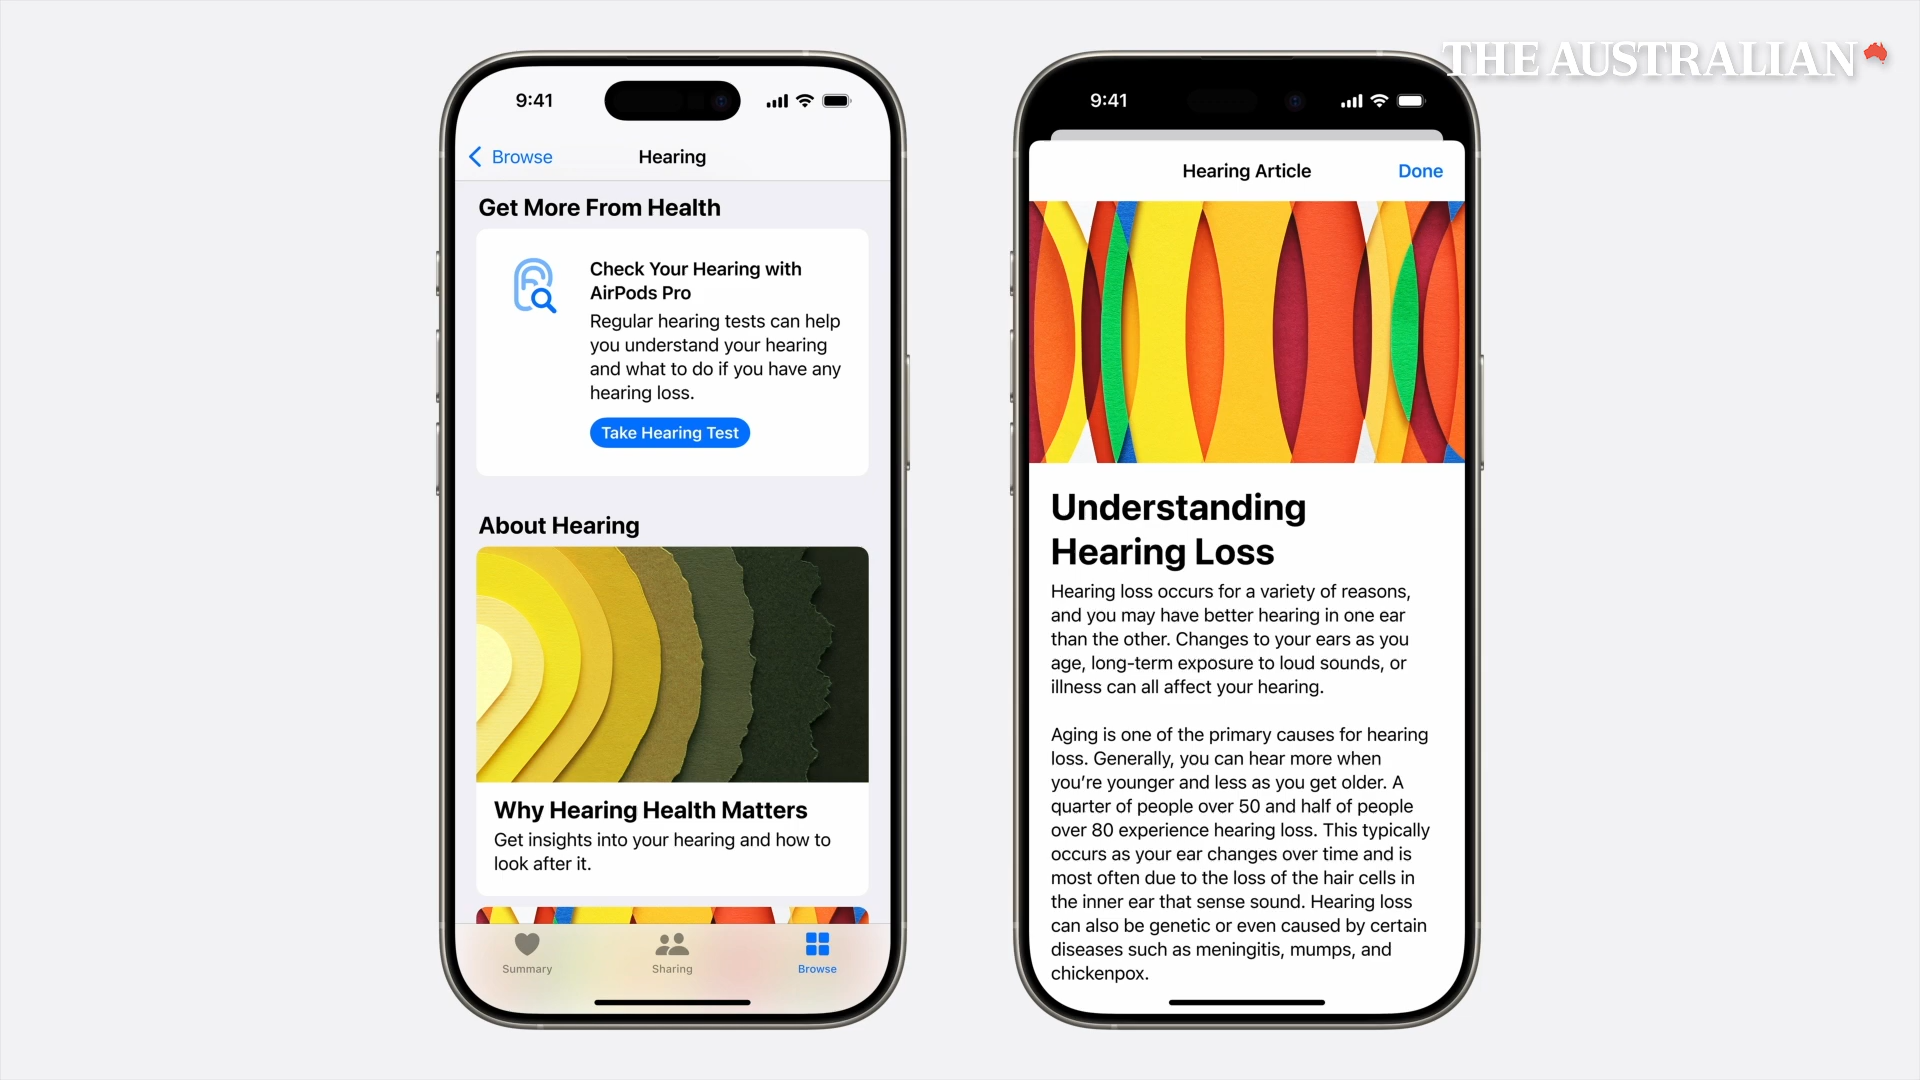 THE AUSTRALIAN
9:41
Browse
Hearing
Get More From Health
Check Your Hearing with
AirPods Pro
Regular hearing tests can help
you understand your hearing
and what to do if you have any
hearing loss.
Take Hearing Test
About Hearing
Why Hearing Health Matters
Get insights into your hearing and how to
look after it.
Summary
Sharing
Browse
9:41
Hearing Article
Done
Understanding
Hearing Loss
Hearing loss occurs for a variety of reasons,
and you may have better hearing in one ear
than the other. Changes to your ears as you
age, long-term exposure to loud sounds, or
illness can all affect your hearing.
Aging is one of the primary causes for hearing
loss. Generally, you can hear more when
you’re younger and less as you get older. A
quarter of people over 50 and half of people
over 80 experience hearing loss. This typically
occurs as your ear changes over time and is
most often due to the loss of the hair cells in
the inner ear that sense sound. Hearing loss
can also be genetic or even caused by certain
diseases such as meningitis, mumps, and
chickenpox.